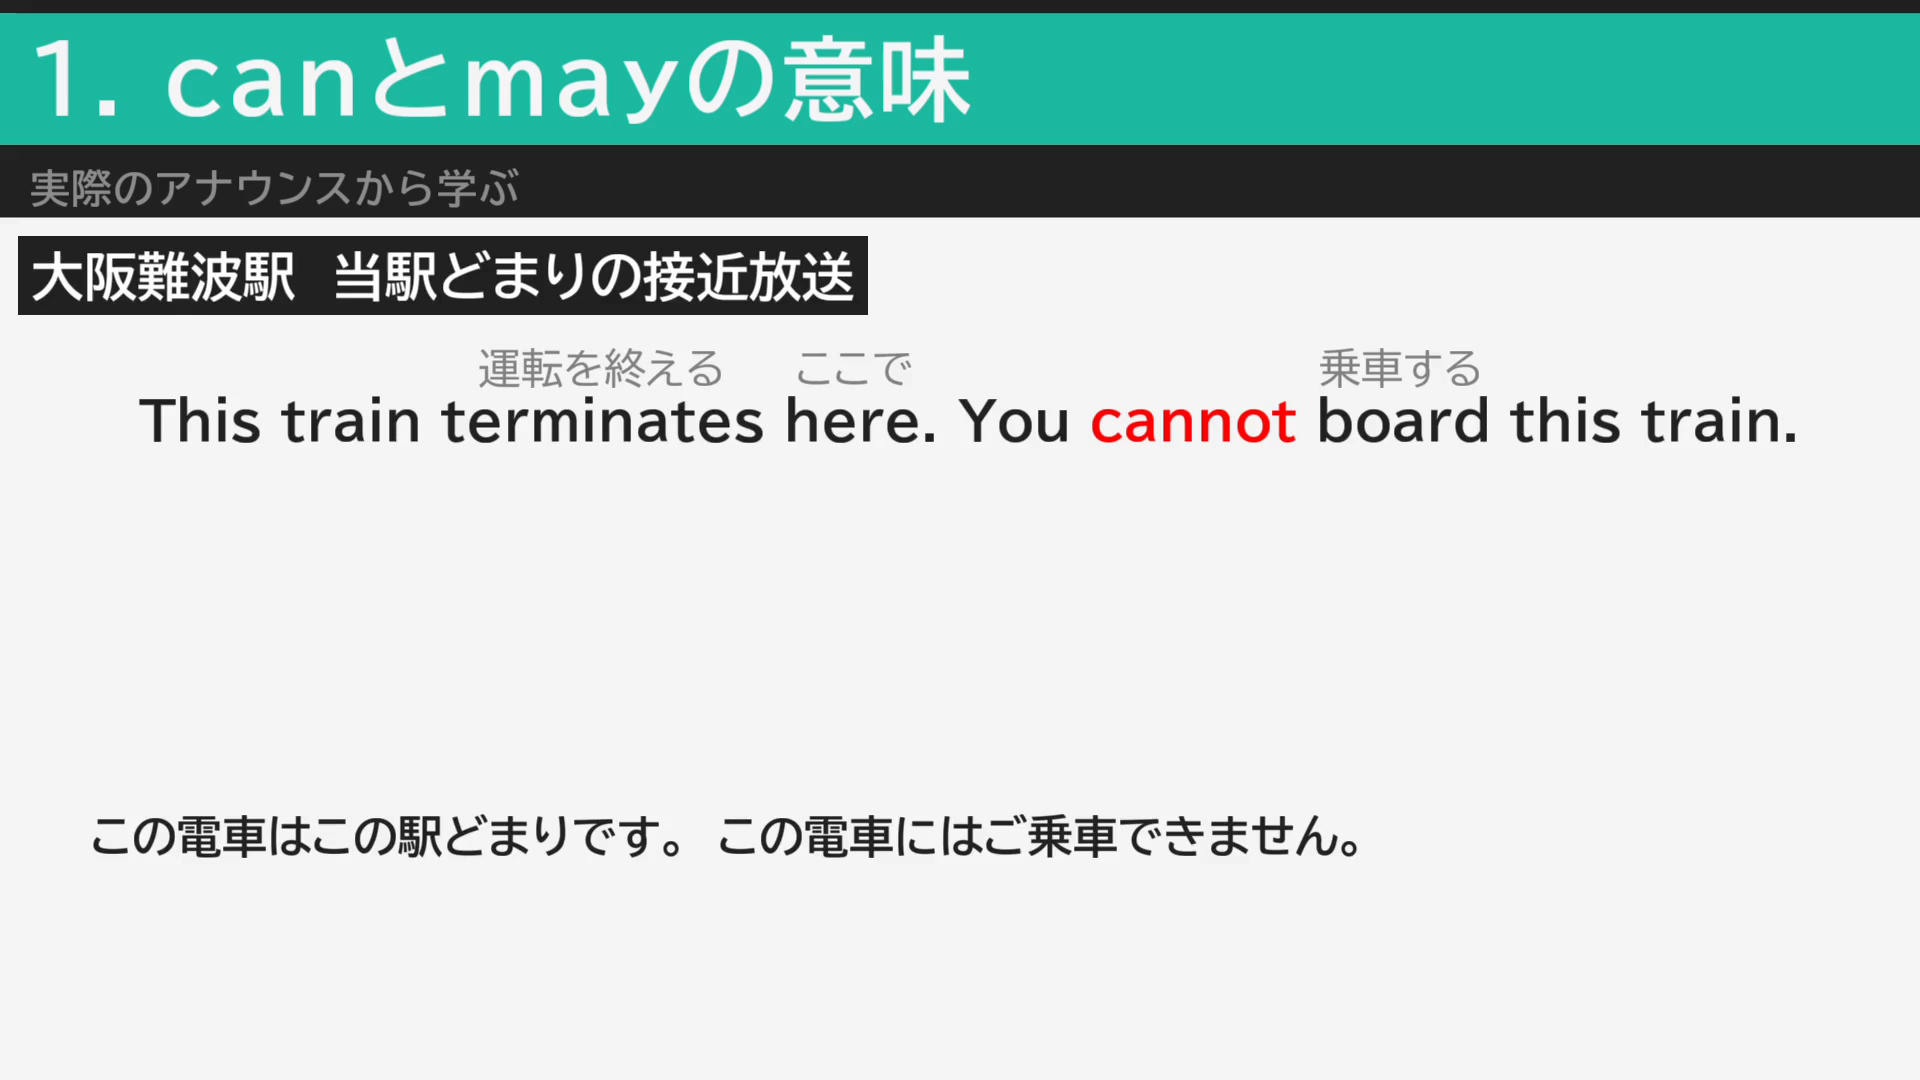 1. canとmayの意味
実際のアナウンスから学ぶ
大阪難波駅 当駅どまりの接近放送
運転を終える ここで 乗車する
This train terminates here. You cannot board this train.
この電車はこの駅どまりです。この電車にはご乗車できません。